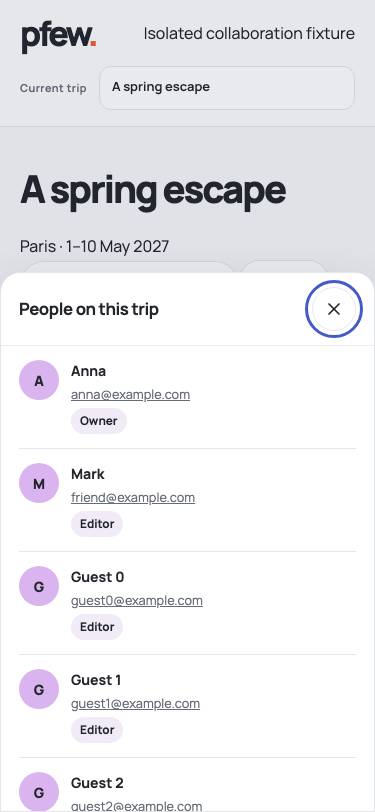 pfew.
Isolated collaboration fixture
Current trip
A spring escape
A spring escape
Paris · 1–10 May 2027
People on this trip
A
Anna
anna@example.com
Owner
M
Mark
friend@example.com
Editor
G
Guest 0
guest0@example.com
Editor
G
Guest 1
guest1@example.com
Editor
G
Guest 2
guest2@example.com